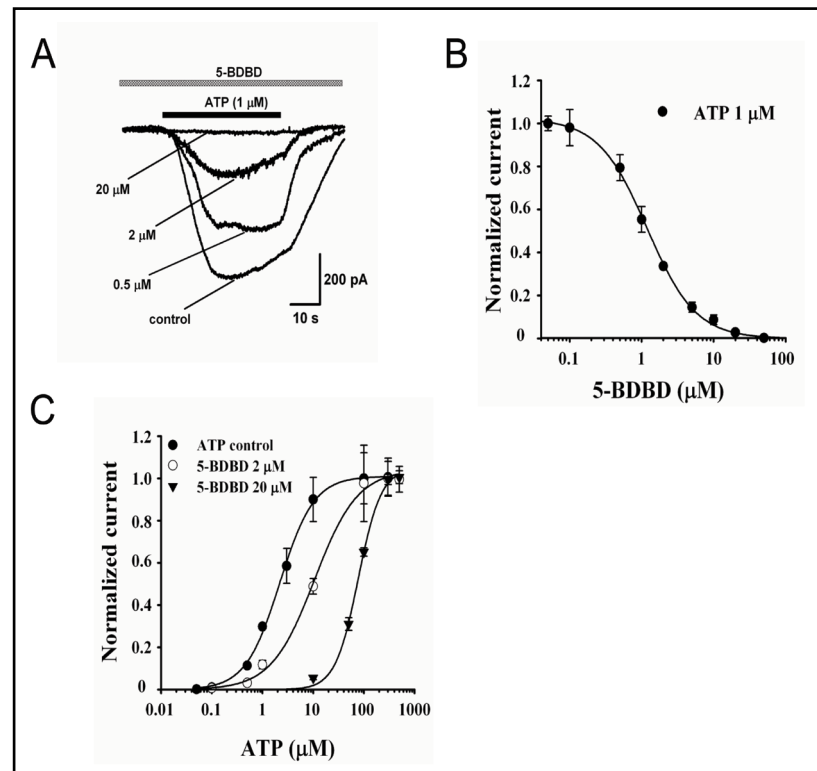 A
5-BDBD
ATP (1 μM)
20 μM
2 μM
0.5 μM
control
200 pA
10 s
B
1.2
1.0
0.8
0.6
0.4
0.2
0
Normalized current
ATP 1 μM
0.1
1
10
100
5-BDBD (μM)
C
1.2
1.0
0.8
0.6
0.4
0.2
0
Normalized current
ATP control
5-BDBD 2 μM
5-BDBD 20 μM
0.01
0.1
1
10
100
1000
ATP (μM)